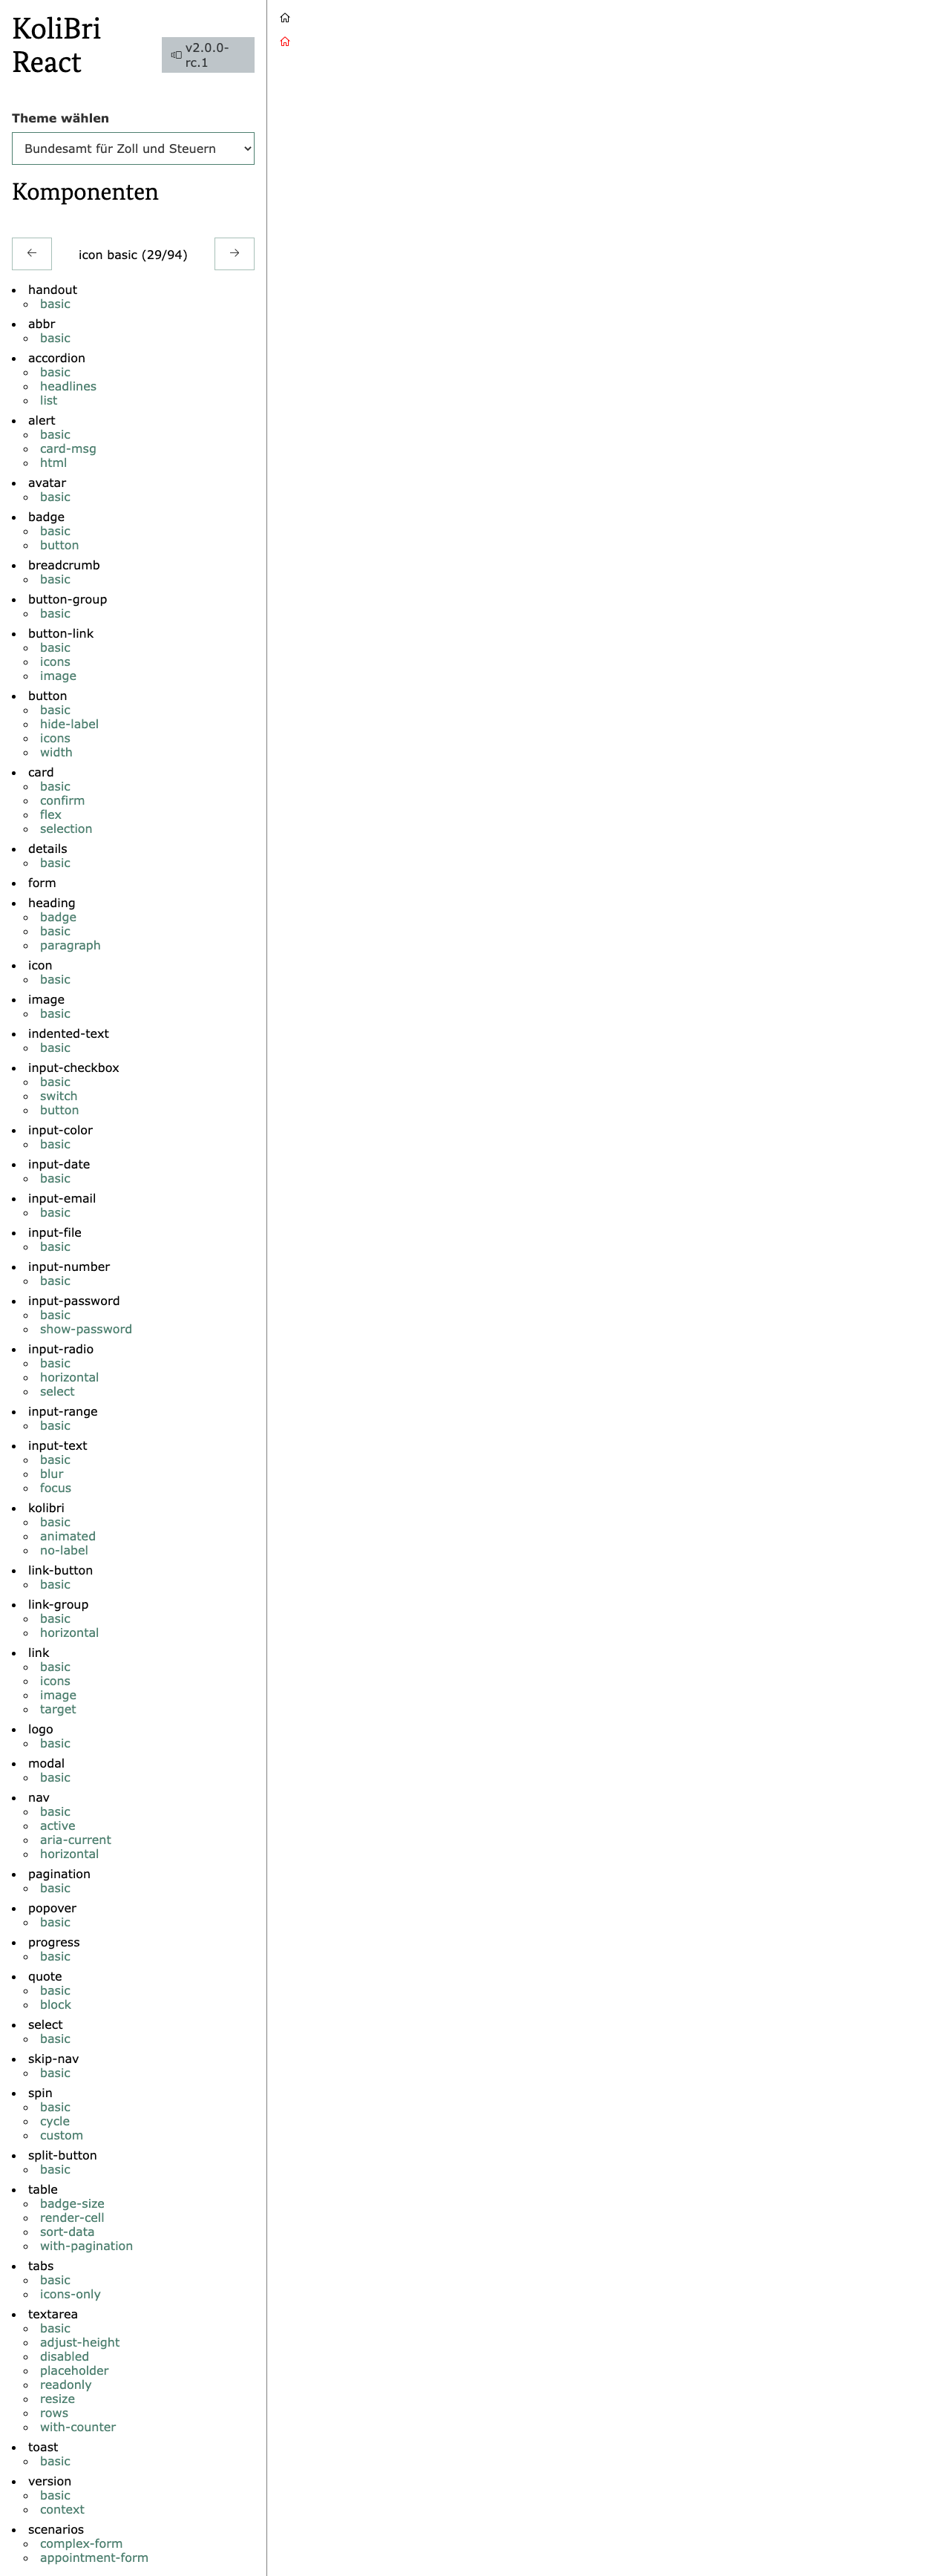 KoliBri
React
v2.0.0-
rc.1
Theme wählen
Bundesamt für Zoll und Steuern
Komponenten
icon basic (29/94)
handout
basic
abbr
basic
accordion
basic
headlines
list
alert
basic
card-msg
html
avatar
basic
badge
basic
button
breadcrumb
basic
button-group
basic
button-link
basic
icons
image
button
basic
hide-label
icons
width
card
basic
confirm
flex
selection
details
basic
form
heading
badge
basic
paragraph
icon
basic
image
basic
indented-text
basic
input-checkbox
basic
switch
button
input-color
basic
input-date
basic
input-email
basic
input-file
basic
input-number
basic
input-password
basic
show-password
input-radio
basic
horizontal
select
input-range
basic
input-text
basic
blur
focus
kolibri
basic
animated
no-label
link-button
basic
link-group
basic
horizontal
link
basic
icons
image
target
logo
basic
modal
basic
nav
basic
active
aria-current
horizontal
pagination
basic
popover
basic
progress
basic
quote
basic
block
select
basic
skip-nav
basic
spin
basic
cycle
custom
split-button
basic
table
badge-size
render-cell
sort-data
with-pagination
tabs
basic
icons-only
textarea
basic
adjust-height
disabled
placeholder
readonly
resize
rows
with-counter
toast
basic
version
basic
context
scenarios
complex-form
appointment-form